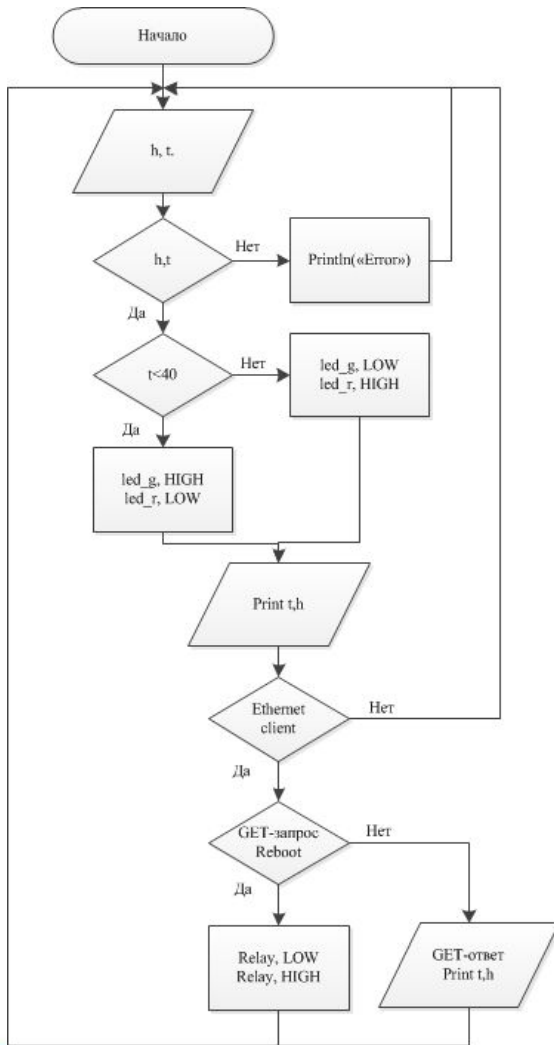 Начало
h, t.
h,t
Нет
Println(«Error»)
Да
t<40
Нет
led_g, LOW
led_r, HIGH
Да
led_g, HIGH
led_r, LOW
Print t,h
Ethernet
client
Нет
Да
GET-запрос
Reboot
Нет
Да
Relay, LOW
Relay, HIGH
GET-ответ
Print t,h